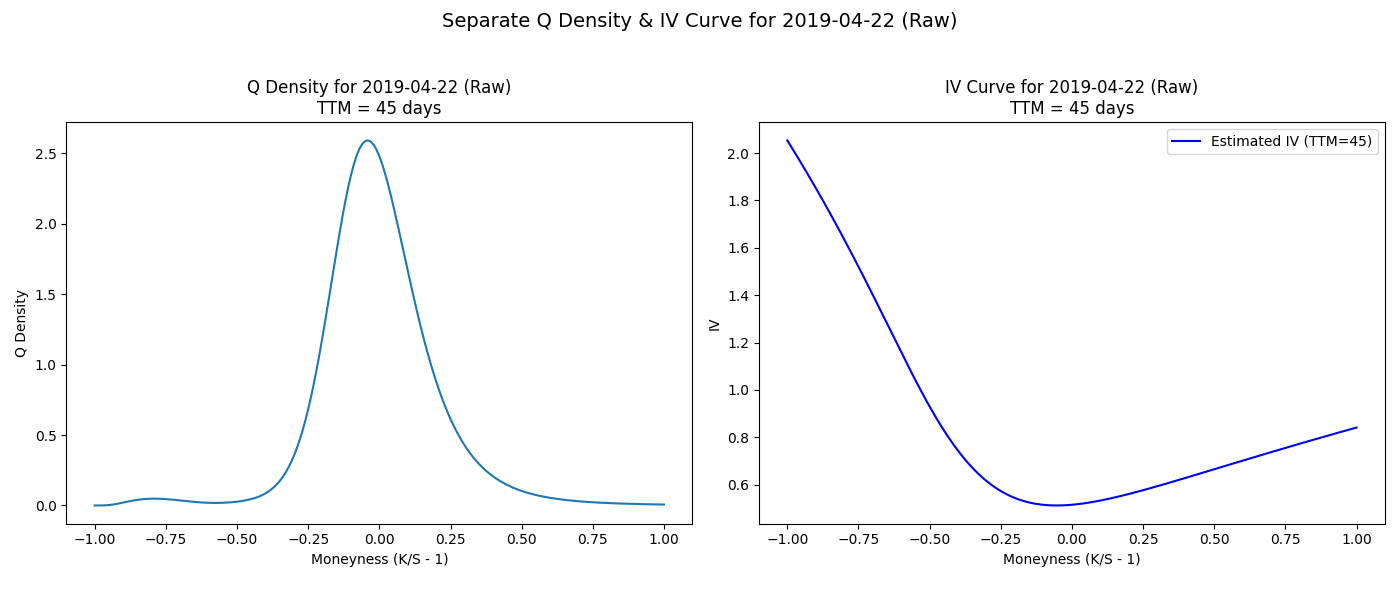 Separate Q Density & IV Curve for 2019-04-22 (Raw)
Q Density for 2019-04-22 (Raw)
TTM = 45 days
Q Density
2.5
2.0
1.5
1.0
0.5
0.0
−1.00 −0.75 −0.50 −0.25 0.00 0.25 0.50 0.75 1.00
Moneyness (K/S - 1)
IV Curve for 2019-04-22 (Raw)
TTM = 45 days
Estimated IV (TTM=45)
IV
2.0
1.8
1.6
1.4
1.2
1.0
0.8
0.6
−1.00 −0.75 −0.50 −0.25 0.00 0.25 0.50 0.75 1.00
Moneyness (K/S - 1)